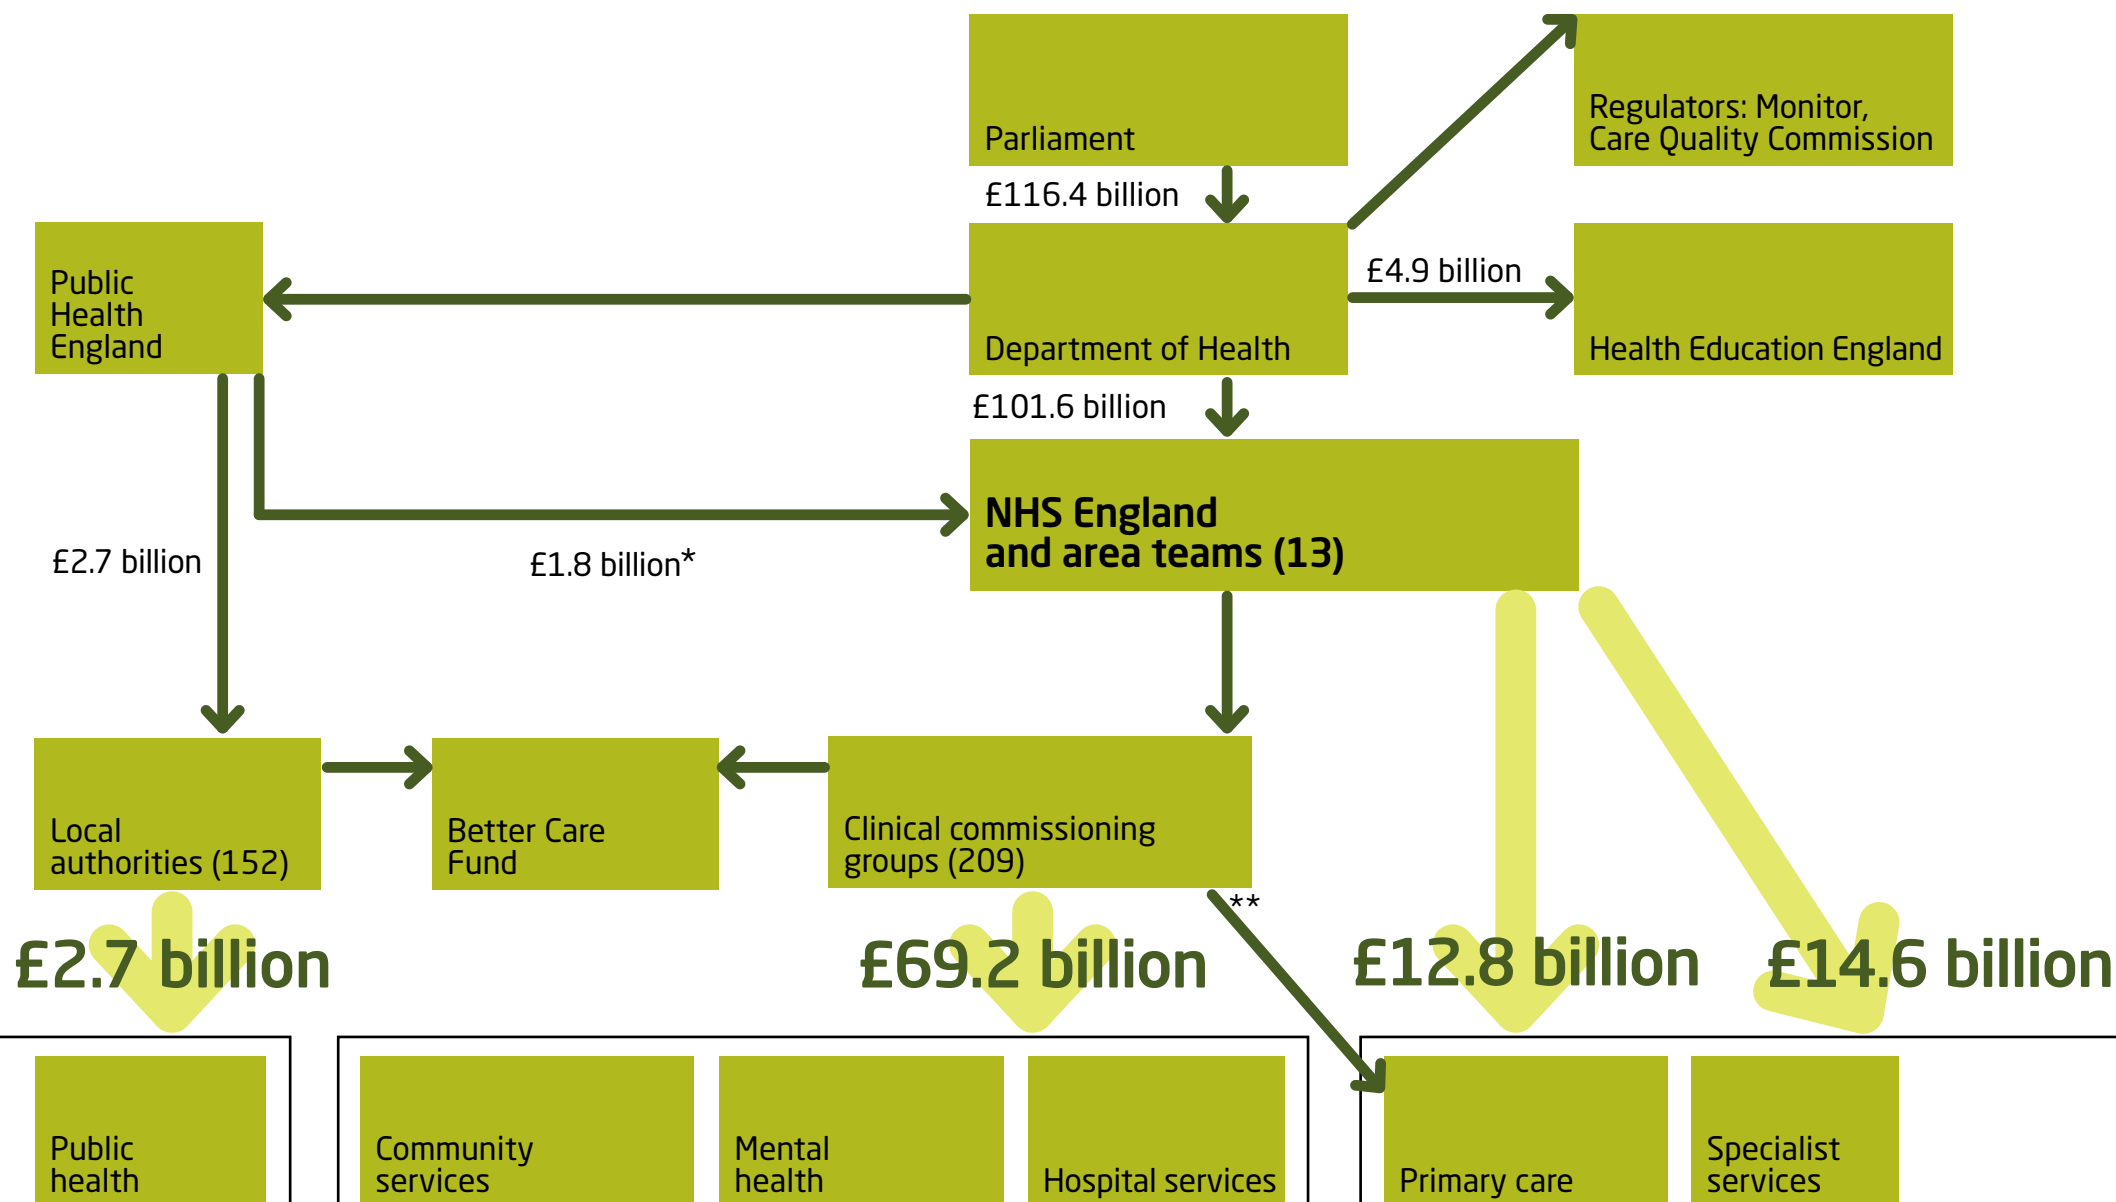 Parliament
Regulators: Monitor,
Care Quality Commission
£116.4 billion
Public
Health
England
£4.9 billion
Department of Health
Health Education England
£101.6 billion
NHS England
and area teams (13)
£2.7 billion
£1.8 billion*
Local
authorities (152)
Better Care
Fund
Clinical commissioning
groups (209)
**
£2.7 billion
£69.2 billion
£12.8 billion
£14.6 billion
Public
health
Community
services
Mental
health
Hospital services
Primary care
Specialist
services